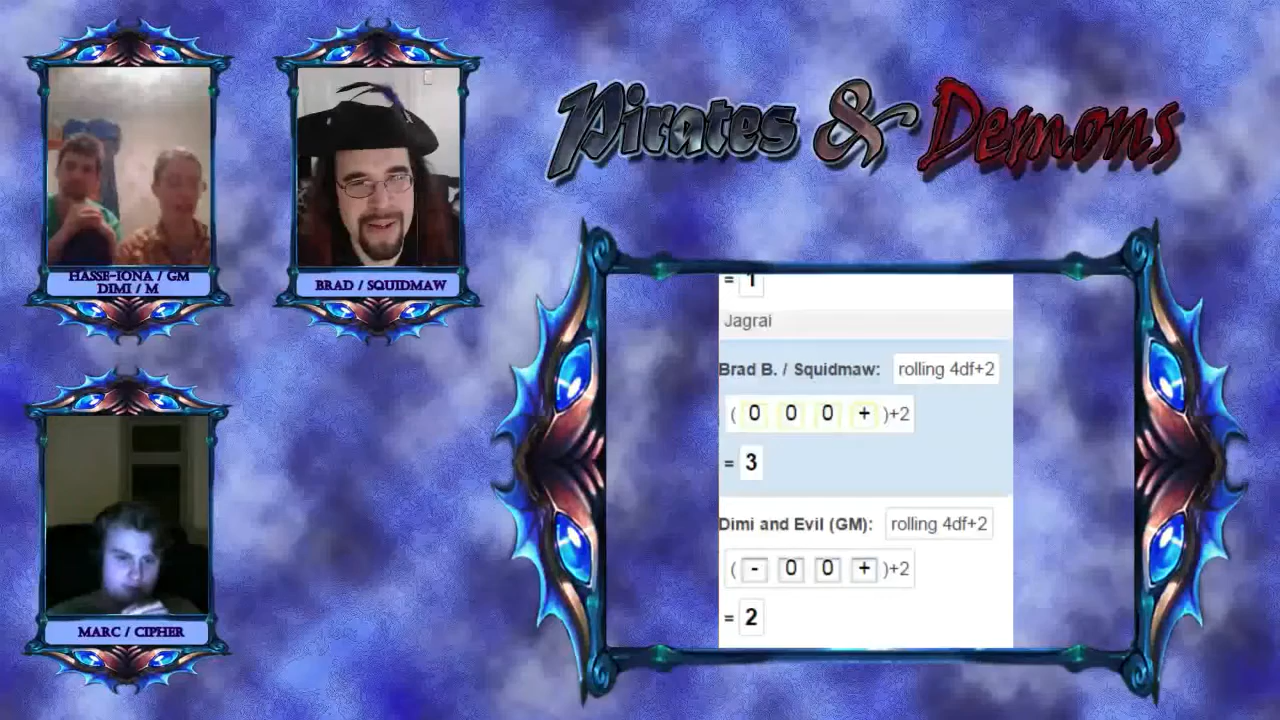 Pirates & Demons
HASSE-IONA / GM
DIMI / M
BRAD / SQUIDMAW
MARC / CIPHER
= 1
Jagral
Brad B. / Squidmaw: rolling 4df+2
( 0 0 0 + )+2
= 3
Dimi and Evil (GM): rolling 4df+2
( - 0 0 + )+2
= 2